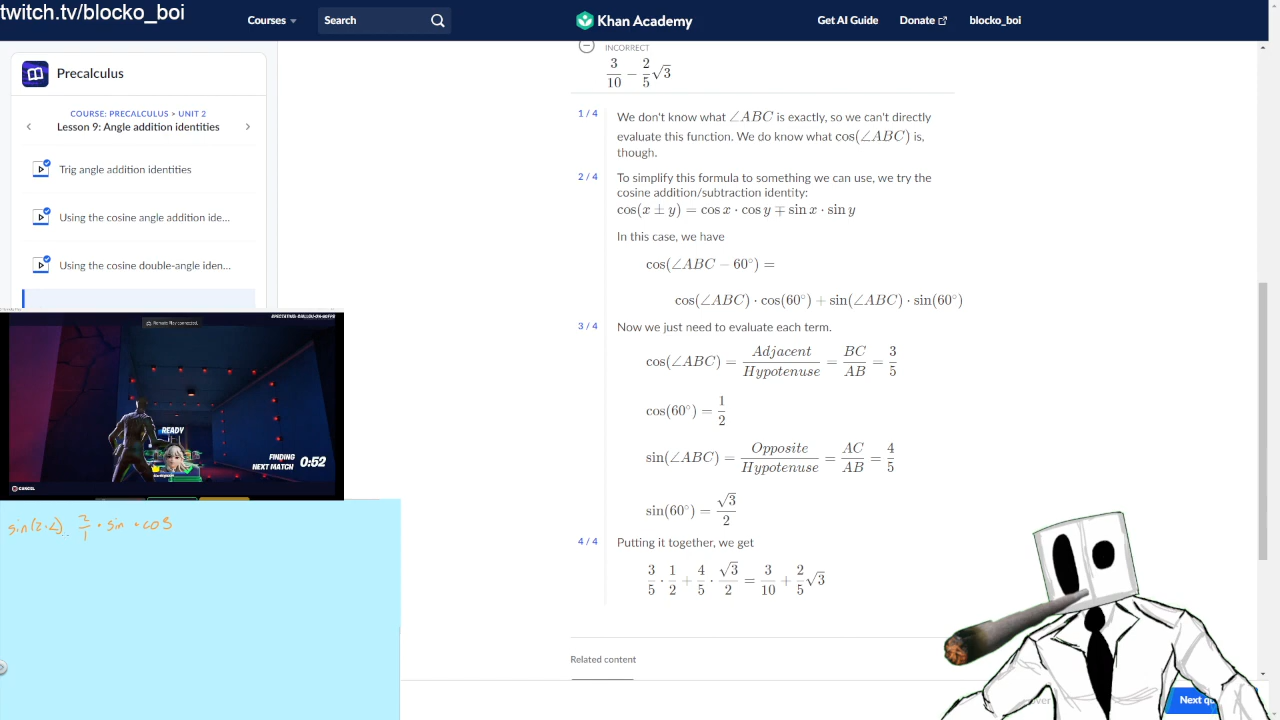 twitch.tv/blocko_boi
Courses
Search
Khan Academy
Get AI Guide
Donate
blocko_boi
Precalculus
COURSE: PRECALCULUS > UNIT 2
Lesson 9: Angle addition identities
Trig angle addition identities
Using the cosine angle addition ide...
Using the cosine double-angle iden...
Remote Play connected.
READY
FINDING
NEXT MATCH 0:52
CANCEL
sin(2·∠) 2/1 · sin · cos
INCORRECT
3/10 − 2/5√3
1 / 4
We don't know what ∠ABC is exactly, so we can't directly
evaluate this function. We do know what cos(∠ABC) is,
though.
2 / 4
To simplify this formula to something we can use, we try the
cosine addition/subtraction identity:
cos(x ± y) = cos x · cos y ∓ sin x · sin y
In this case, we have
cos(∠ABC − 60°) =
cos(∠ABC) · cos(60°) + sin(∠ABC) · sin(60°)
3 / 4
Now we just need to evaluate each term.
cos(∠ABC) = Adjacent/Hypotenuse = BC/AB = 3/5
cos(60°) = 1/2
sin(∠ABC) = Opposite/Hypotenuse = AC/AB = 4/5
sin(60°) = √3/2
4 / 4
Putting it together, we get
3/5 · 1/2 + 4/5 · √3/2 = 3/10 + 2/5√3
Related content
Next